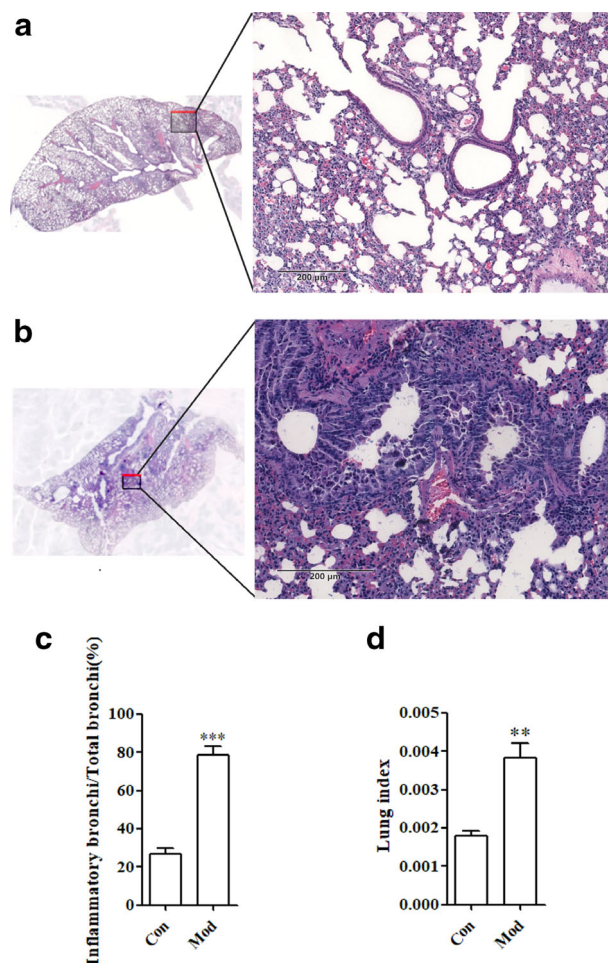 a
200 μm
b
200 μm
c
Inflammatory bronchi/Total bronchi(%)
100
80
60
40
20
0
***
Con
Mod
d
Lung index
0.005
0.004
0.003
0.002
0.001
0.000
**
Con
Mod